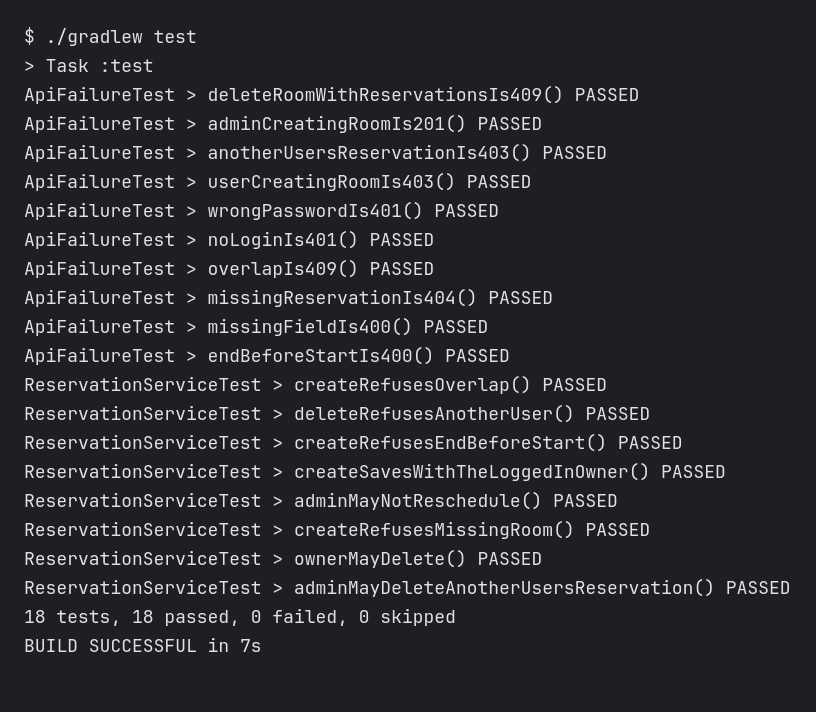 $ ./gradlew test
> Task :test
ApiFailureTest > deleteRoomWithReservationsIs409() PASSED
ApiFailureTest > adminCreatingRoomIs201() PASSED
ApiFailureTest > anotherUsersReservationIs403() PASSED
ApiFailureTest > userCreatingRoomIs403() PASSED
ApiFailureTest > wrongPasswordIs401() PASSED
ApiFailureTest > noLoginIs401() PASSED
ApiFailureTest > overlapIs409() PASSED
ApiFailureTest > missingReservationIs404() PASSED
ApiFailureTest > missingFieldIs400() PASSED
ApiFailureTest > endBeforeStartIs400() PASSED
ReservationServiceTest > createRefusesOverlap() PASSED
ReservationServiceTest > deleteRefusesAnotherUser() PASSED
ReservationServiceTest > createRefusesEndBeforeStart() PASSED
ReservationServiceTest > createSavesWithTheLoggedInOwner() PASSED
ReservationServiceTest > adminMayNotReschedule() PASSED
ReservationServiceTest > createRefusesMissingRoom() PASSED
ReservationServiceTest > ownerMayDelete() PASSED
ReservationServiceTest > adminMayDeleteAnotherUsersReservation() PASSED
18 tests, 18 passed, 0 failed, 0 skipped
BUILD SUCCESSFUL in 7s